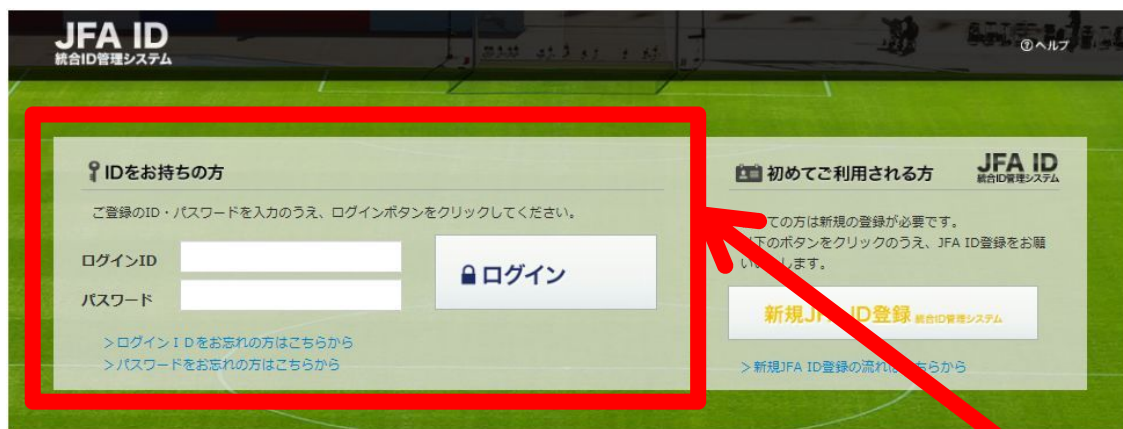 JFA ID
統合ID管理システム
?ヘルプ
IDをお持ちの方
ご登録のID・パスワードを入力のうえ、ログインボタンをクリックしてください。
ログインID
パスワード
ログイン
>ログインIDをお忘れの方はこちらから
>パスワードをお忘れの方はこちらから
初めてご利用される方
JFA ID
統合ID管理システム
ての方は新規の登録が必要です。
下のボタンをクリックのうえ、JFA ID登録をお願
い します。
新規J ID登録 統合ID管理システム
>新規JFA ID登録の流れ ちらから